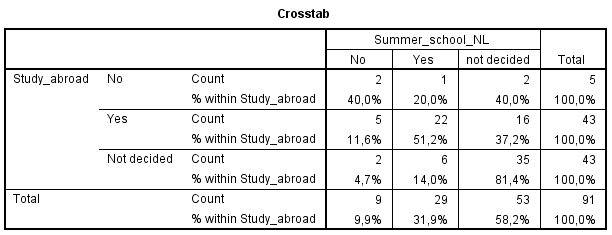 Crosstab
Summer_school_NL
No Yes not decided Total
Study_abroad No Count 2 1 2 5
% within Study_abroad 40,0% 20,0% 40,0% 100,0%
Yes Count 5 22 16 43
% within Study_abroad 11,6% 51,2% 37,2% 100,0%
Not decided Count 2 6 35 43
% within Study_abroad 4,7% 14,0% 81,4% 100,0%
Total Count 9 29 53 91
% within Study_abroad 9,9% 31,9% 58,2% 100,0%